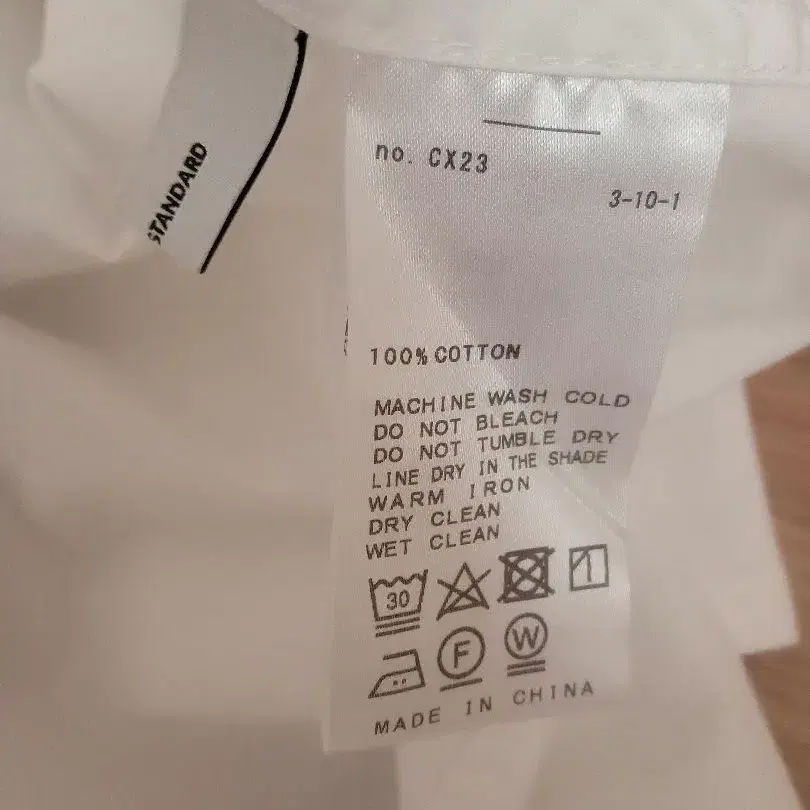 STANDARD
no. CX23
3-10-1
100% COTTON
MACHINE WASH COLD
DO NOT BLEACH
DO NOT TUMBLE DRY
LINE DRY IN THE SHADE
WARM IRON
DRY CLEAN
WET CLEAN
30
F W
MADE IN CHINA